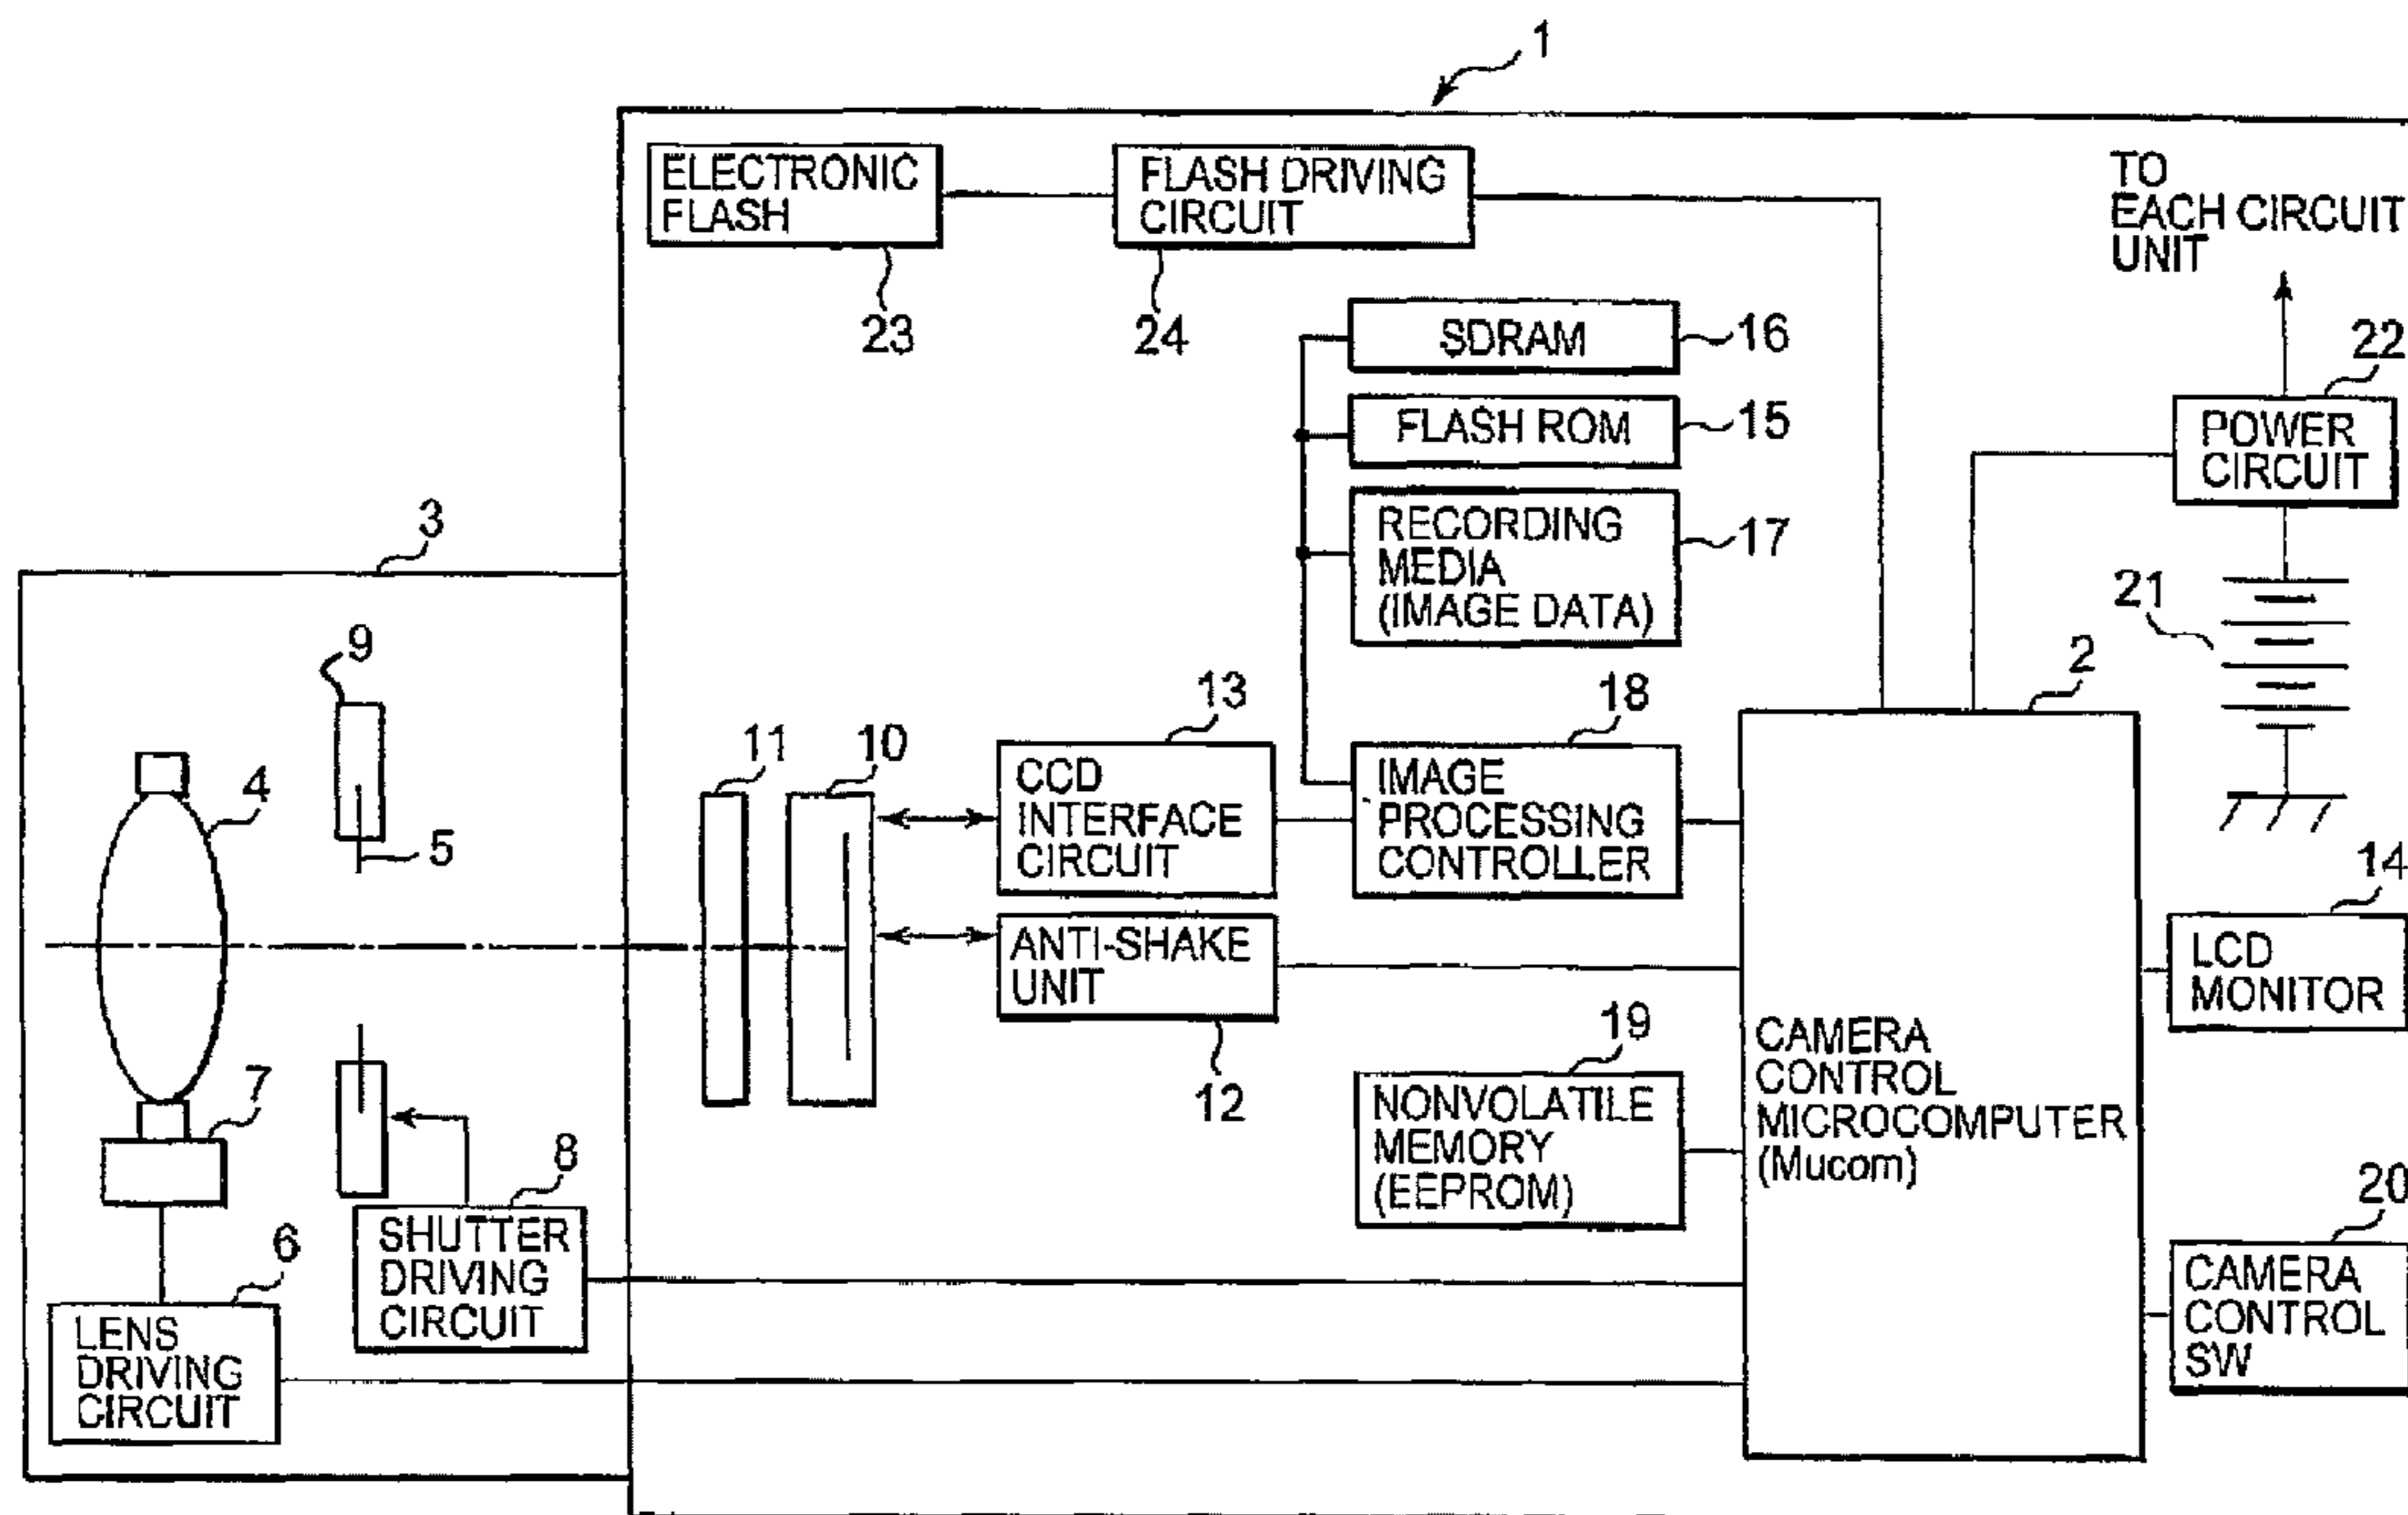 1
ELECTRONIC
FLASH
23
FLASH DRIVING
CIRCUIT
24
TO
EACH CIRCUIT
UNIT
SDRAM
16
FLASH ROM
15
RECORDING
MEDIA
(IMAGE DATA)
17
22
POWER
CIRCUIT
21
3
9
4
5
7
8
SHUTTER
DRIVING
CIRCUIT
6
LENS
DRIVING
CIRCUIT
11
10
13
CCD
INTERFACE
CIRCUIT
18
IMAGE
PROCESSING
CONTROLLER
ANTI-SHAKE
UNIT
12
19
NONVOLATILE
MEMORY
(EEPROM)
2
CAMERA
CONTROL
MICROCOMPUTER
(Mucom)
14
LCD
MONITOR
20
CAMERA
CONTROL
SW